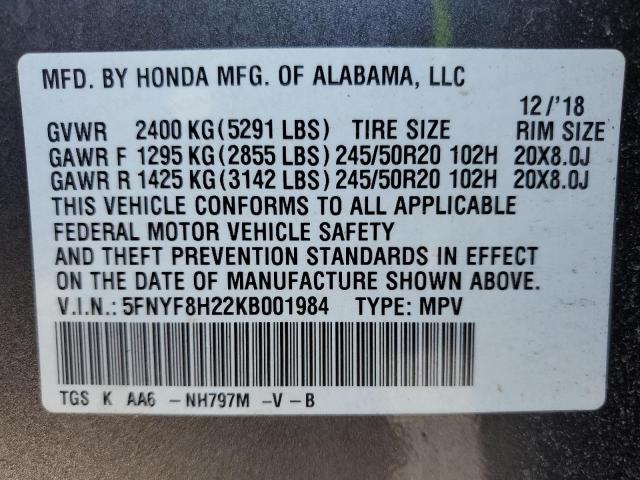 MFD. BY HONDA MFG. OF ALABAMA, LLC
12/'18
GVWR 2400 KG (5291 LBS) TIRE SIZE RIM SIZE
GAWR F 1295 KG (2855 LBS) 245/50R20 102H 20X8.0J
GAWR R 1425 KG (3142 LBS) 245/50R20 102H 20X8.0J
THIS VEHICLE CONFORMS TO ALL APPLICABLE
FEDERAL MOTOR VEHICLE SAFETY
AND THEFT PREVENTION STANDARDS IN EFFECT
ON THE DATE OF MANUFACTURE SHOWN ABOVE.
V.I.N.: 5FNYF8H22KB001984 TYPE: MPV
TGS K AA6 -NH797M -V-B